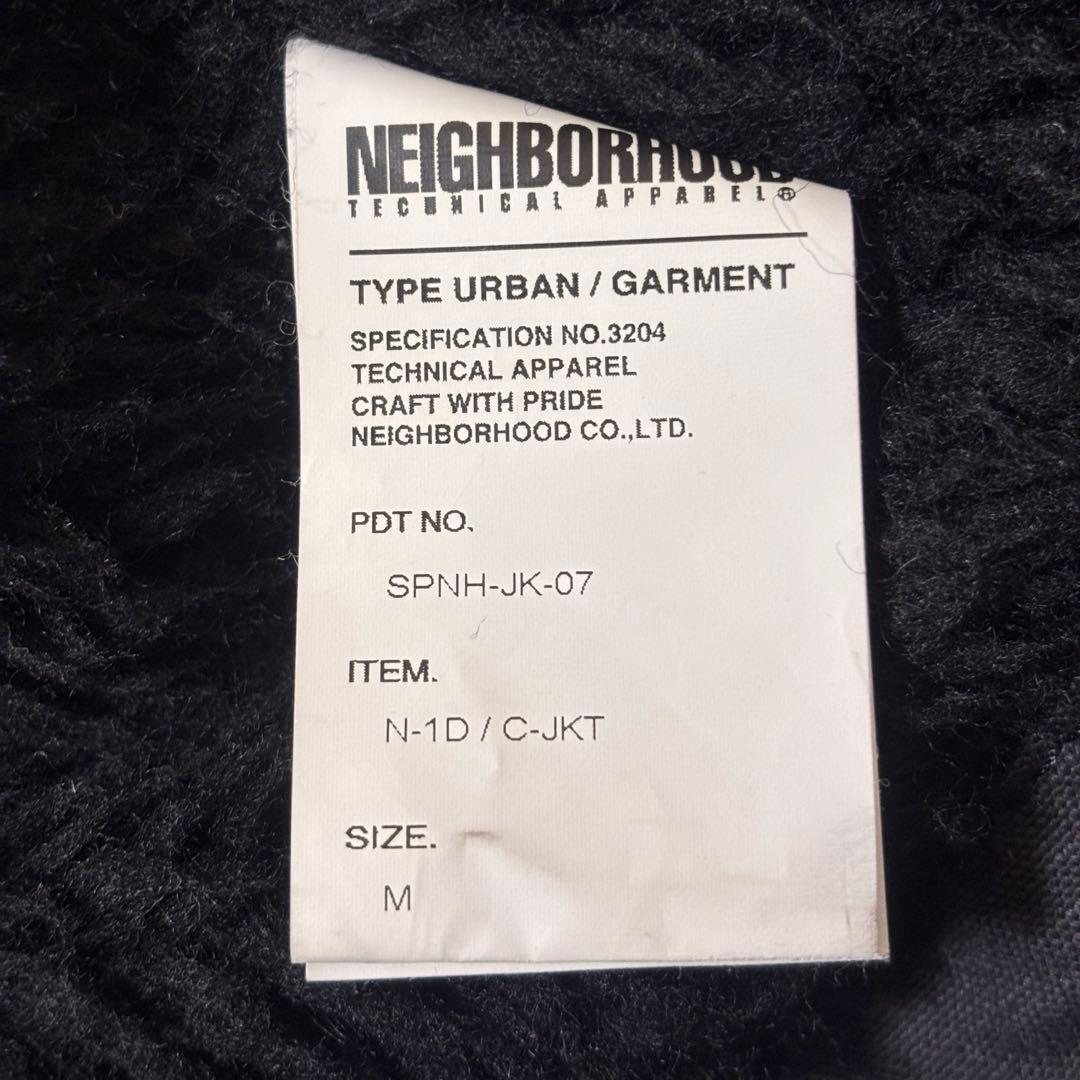 NEIGHBORHOOD
TECHNICAL APPAREL®
TYPE URBAN / GARMENT
SPECIFICATION NO.3204
TECHNICAL APPAREL
CRAFT WITH PRIDE
NEIGHBORHOOD CO.,LTD.
PDT NO.
SPNH-JK-07
ITEM.
N-1D / C-JKT
SIZE.
M